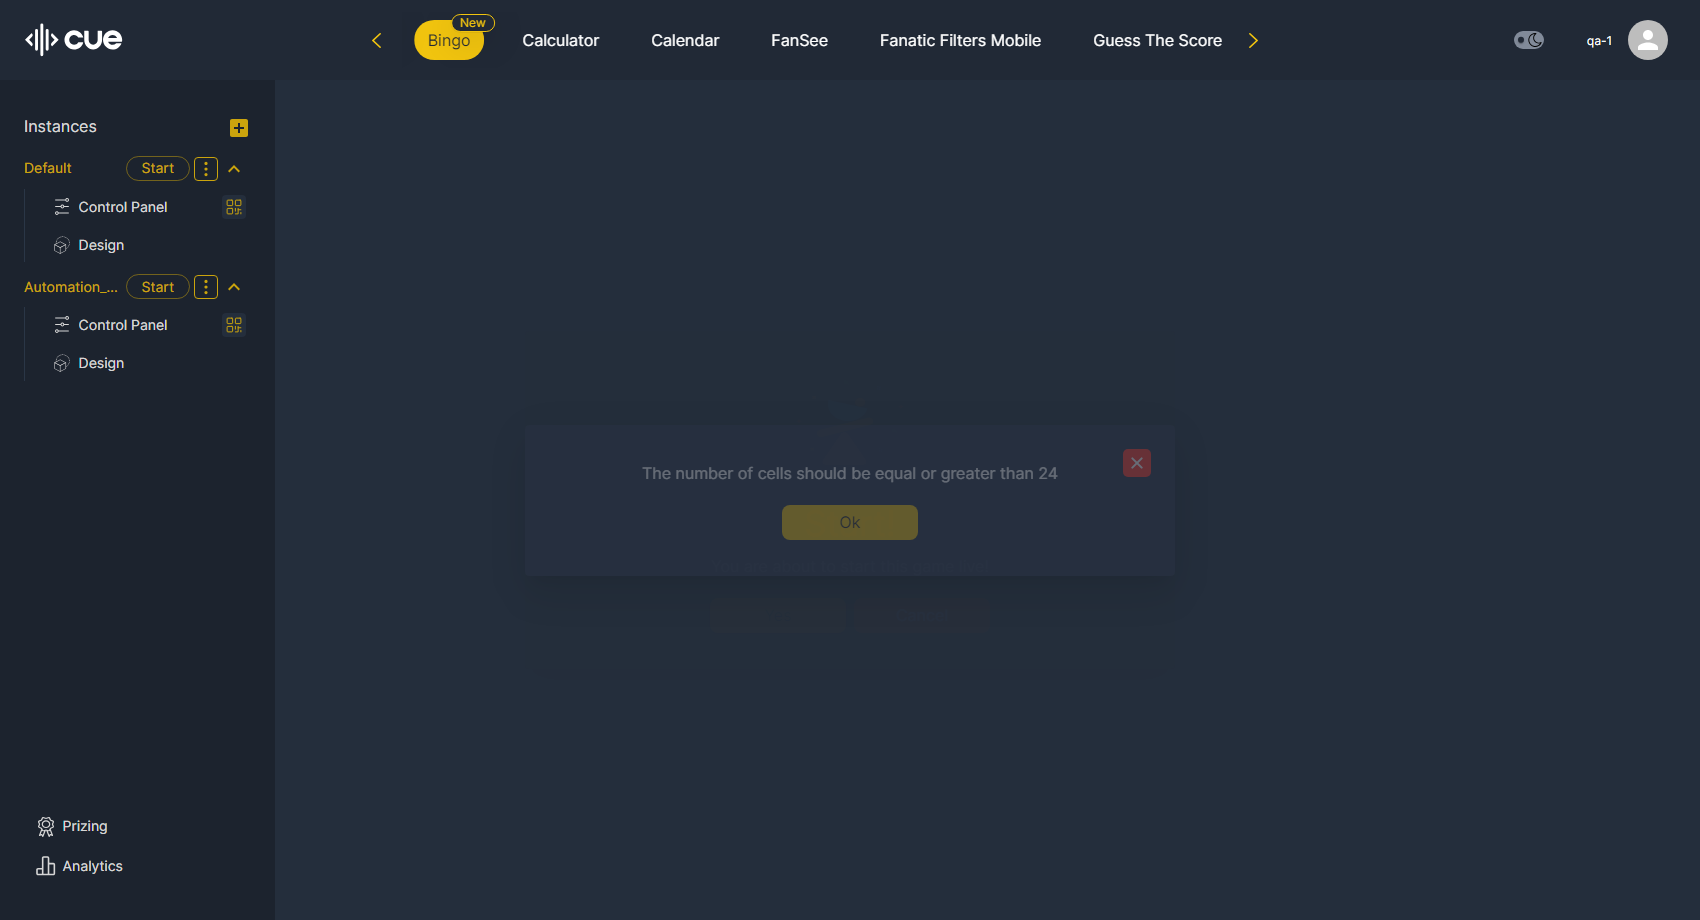 cue
New
Bingo
Calculator
Calendar
FanSee
Fanatic Filters Mobile
Guess The Score
qa-1
Instances
Default
Start
Control Panel
Design
Automation_...
Start
Control Panel
Design
The number of cells should be equal or greater than 24
Ok
Prizing
Analytics